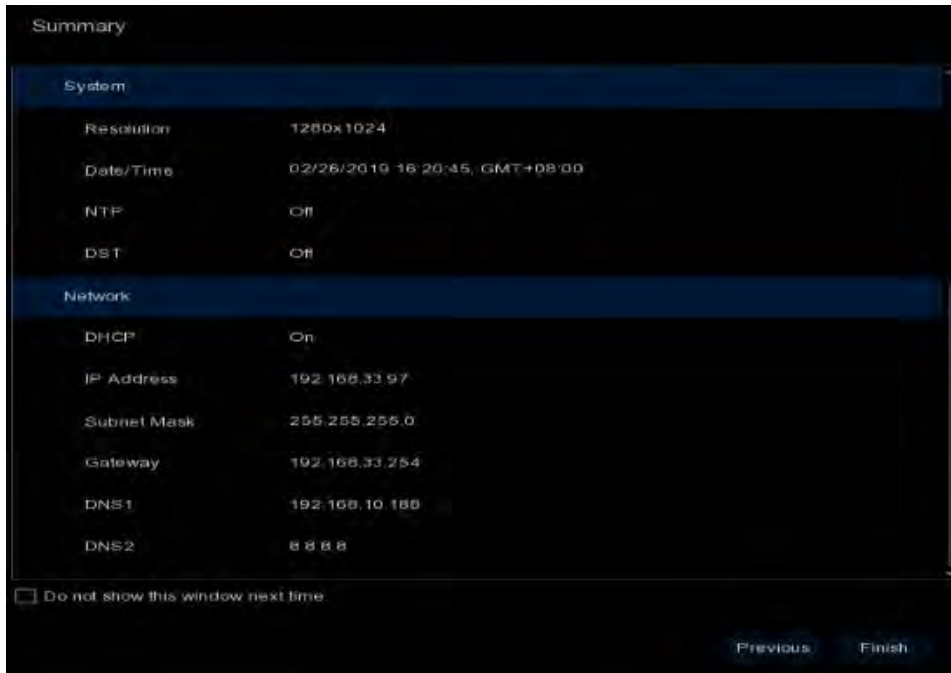 Summary
System
Resolution 1280x1024
Date/Time 02/26/2019 16:20:45, GMT+08:00
NTP Off
DST Off
Network
DHCP On
IP Address 192.168.33.97
Subnet Mask 255.255.255.0
Gateway 192.168.33.254
DNS1 192.168.10.188
DNS2 8.8.8.8
Do not show this window next time
Previous Finish